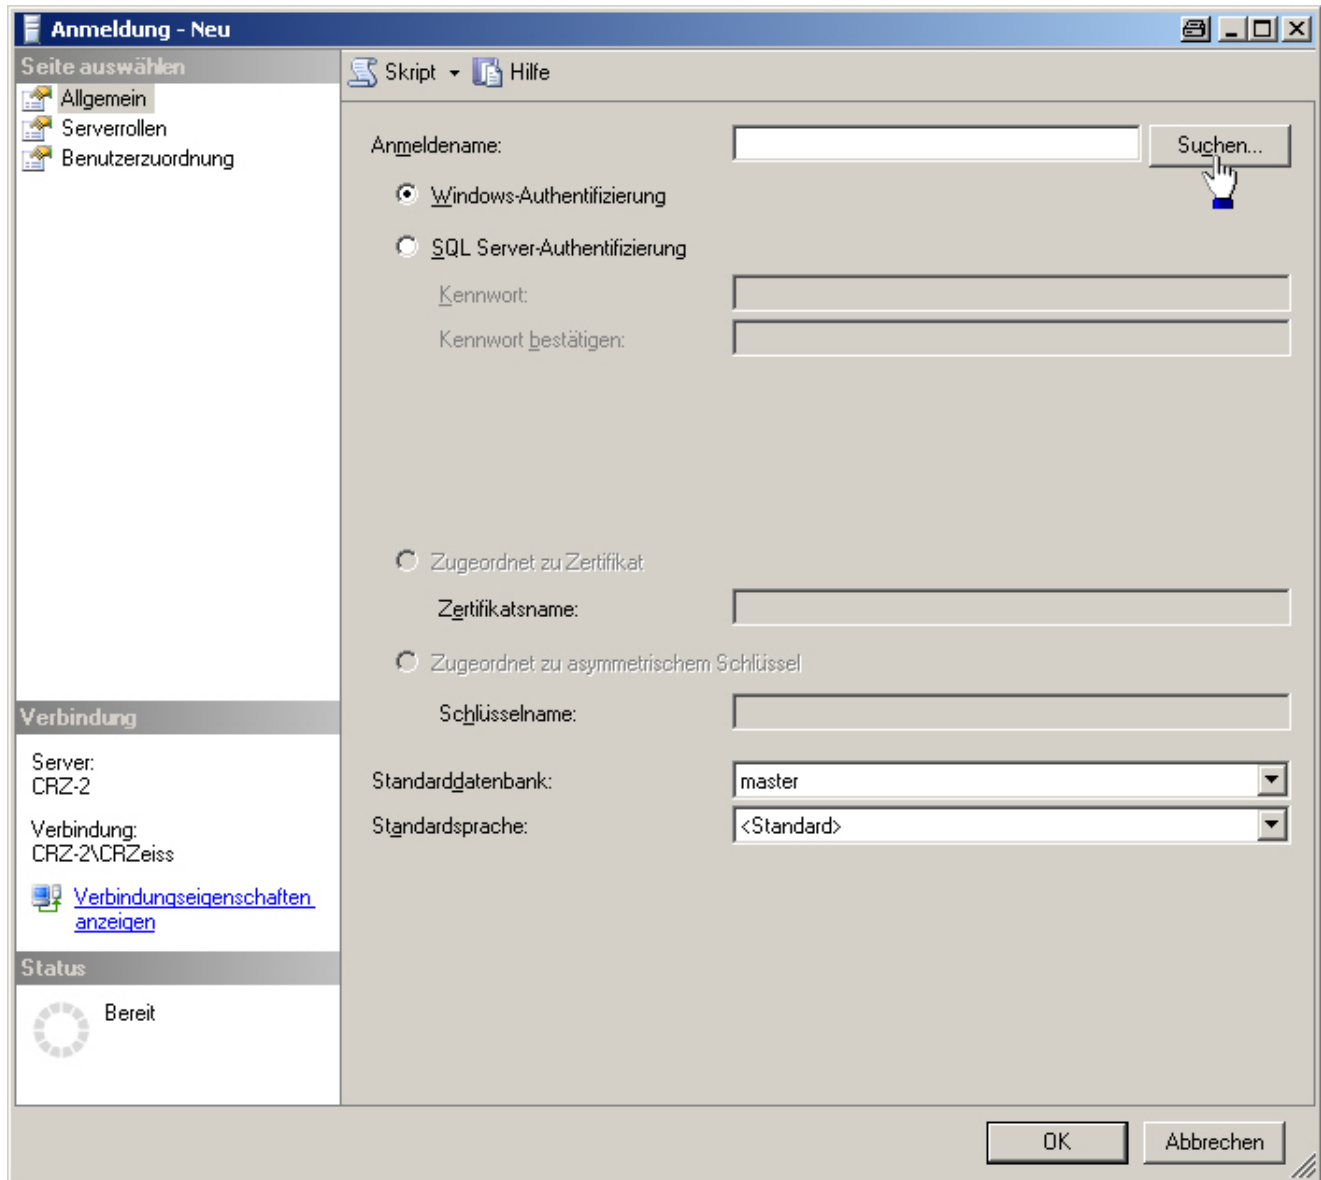 Anmeldung - Neu
Seite auswählen
Allgemein
Serverrollen
Benutzerzuordnung
Skript Hilfe
Anmeldename: Suchen...
Windows-Authentifizierung
SQL Server-Authentifizierung
Kennwort:
Kennwort bestätigen:
Zugeordnet zu Zertifikat
Zertifikatsname:
Zugeordnet zu asymmetrischem Schlüssel
Schlüsselname:
Standarddatenbank: master
Standardsprache: <Standard>
Verbindung
Server:
CRZ-2
Verbindung:
CRZ-2\CRZeiss
Verbindungseigenschaften
anzeigen
Status
Bereit
OK Abbrechen